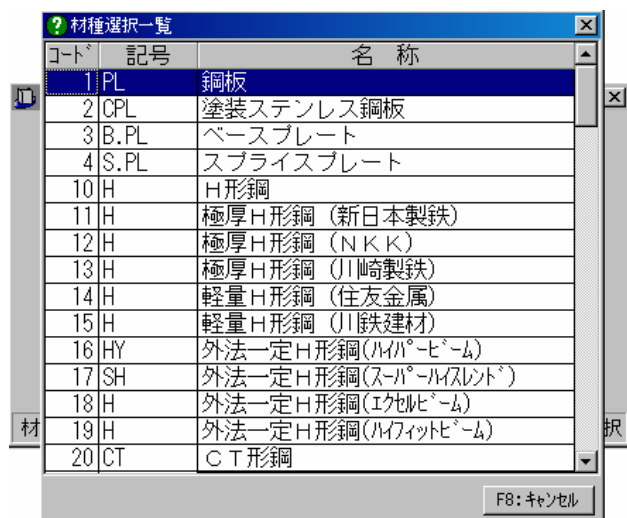 材種選択一覧
コード 記号 名 称
1 PL 鋼板
2 CPL 塗装ステンレス鋼板
3 B.PL ベースプレート
4 S.PL スプライスプレート
10 H H形鋼
11 H 極厚H形鋼 (新日本製鉄)
12 H 極厚H形鋼 (NKK)
13 H 極厚H形鋼 (川崎製鉄)
14 H 軽量H形鋼 (住友金属)
15 H 軽量H形鋼 (川鉄建材)
16 HY 外法一定H形鋼(ハイパービーム)
17 SH 外法一定H形鋼(スーパーハイスレンド)
18 H 外法一定H形鋼(エクセルビーム)
19 H 外法一定H形鋼(ハイフィットビーム)
20 CT CT形鋼
材 択
F8:キャンセル